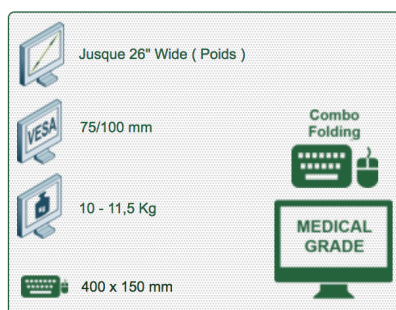 Jusque 26" Wide ( Poids )
VESA
75/100 mm
Combo
Folding
KG
10 - 11,5 Kg
MEDICAL
GRADE
400 x 150 mm